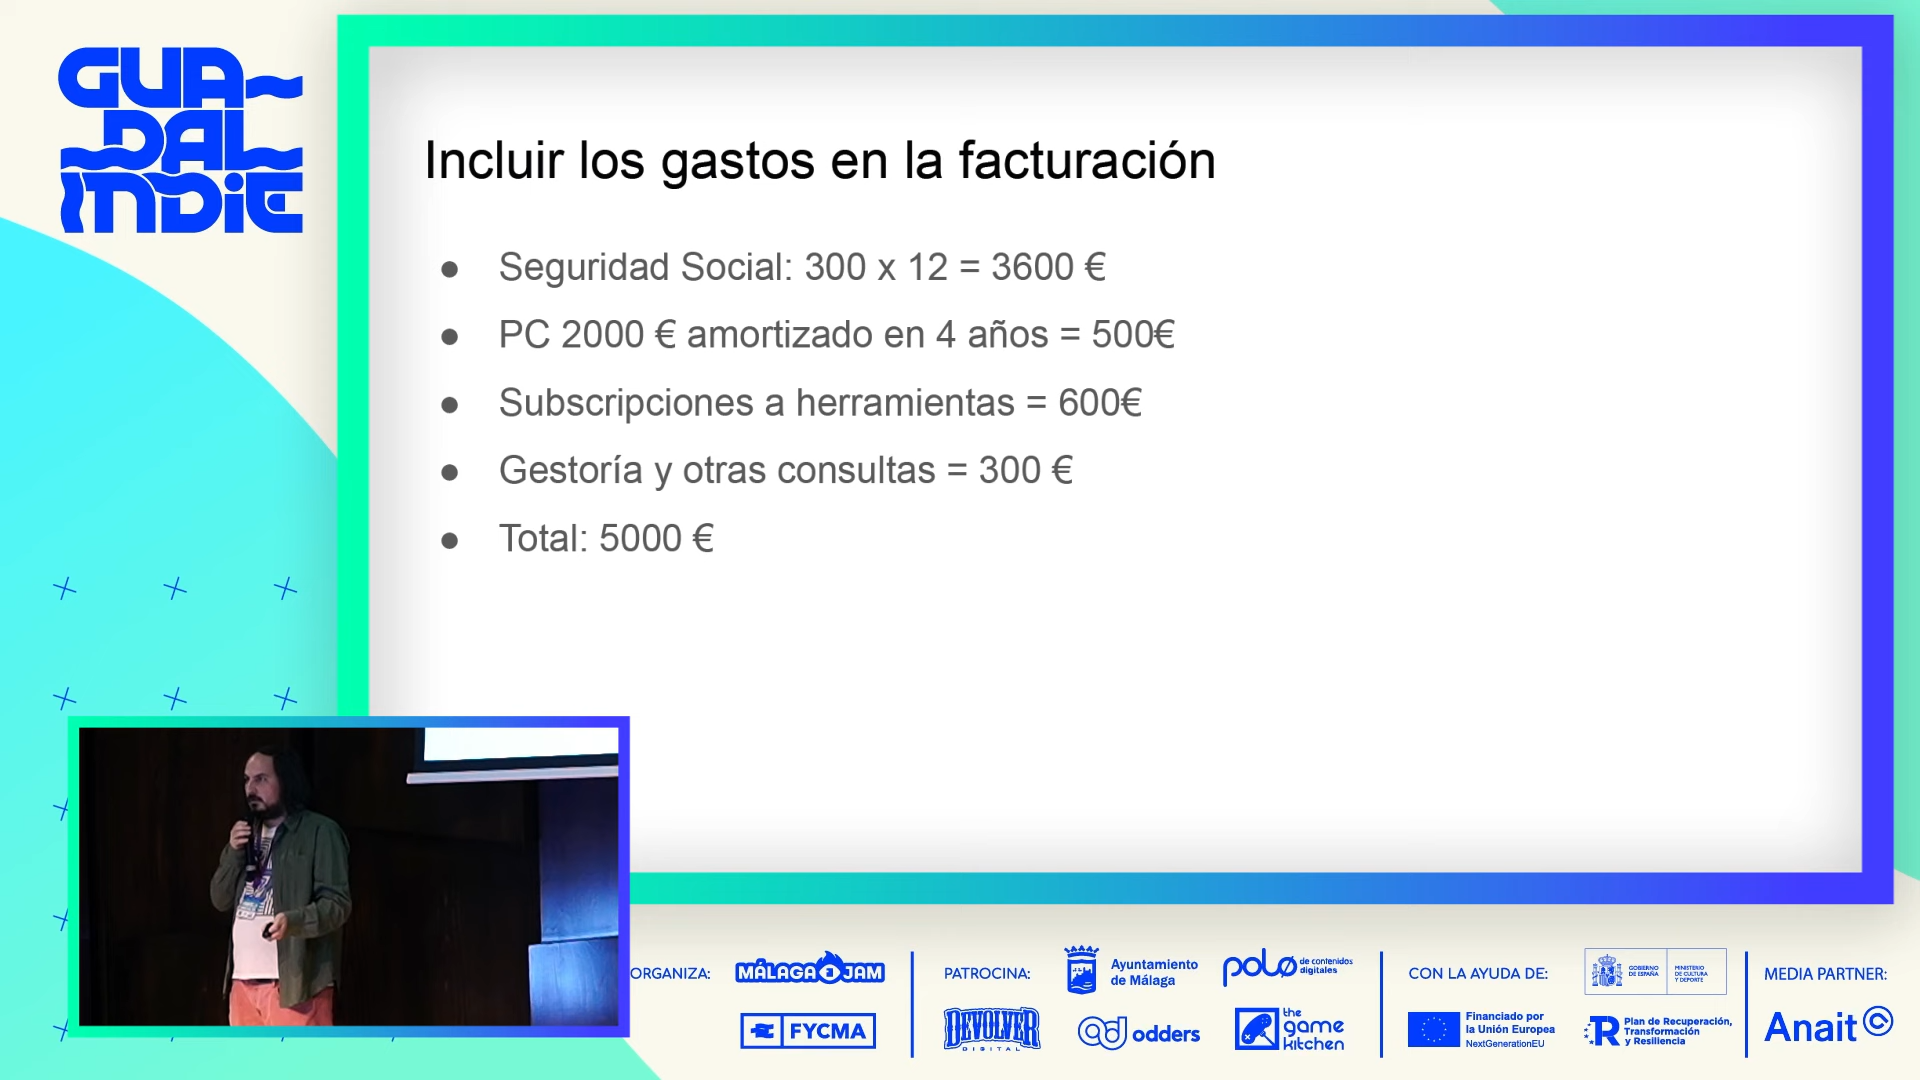 GUA
DAL
INDIE
Incluir los gastos en la facturación
● Seguridad Social: 300 x 12 = 3600 €
● PC 2000 € amortizado en 4 años = 500€
● Subscripciones a herramientas = 600€
● Gestoría y otras consultas = 300 €
● Total: 5000 €
ORGANIZA:
MÁLAGA JAM
FYCMA
PATROCINA:
Ayuntamiento
de Málaga
polo de contenidos
digitales
DEVOLVER
DIGITAL
odders
the
game
kitchen
CON LA AYUDA DE:
GOBIERNO
DE ESPAÑA
MINISTERIO
DE CULTURA
Y DEPORTE
Financiado por
la Unión Europea
NextGenerationEU
R Plan de Recuperación,
Transformación
y Resiliencia
MEDIA PARTNER:
Anait